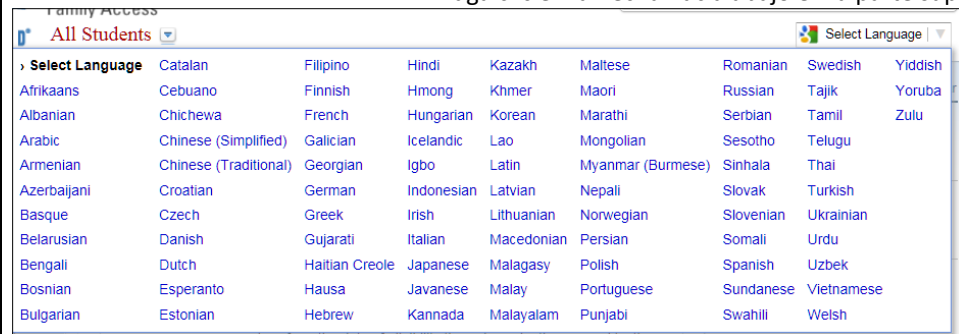 Family Access
All Students
Select Language
› Select Language Catalan Filipino Hindi Kazakh Maltese Romanian Swedish Yiddish
Afrikaans Cebuano Finnish Hmong Khmer Maori Russian Tajik Yoruba
Albanian Chichewa French Hungarian Korean Marathi Serbian Tamil Zulu
Arabic Chinese (Simplified) Galician Icelandic Lao Mongolian Sesotho Telugu
Armenian Chinese (Traditional) Georgian Igbo Latin Myanmar (Burmese) Sinhala Thai
Azerbaijani Croatian German Indonesian Latvian Nepali Slovak Turkish
Basque Czech Greek Irish Lithuanian Norwegian Slovenian Ukrainian
Belarusian Danish Gujarati Italian Macedonian Persian Somali Urdu
Bengali Dutch Haitian Creole Japanese Malagasy Polish Spanish Uzbek
Bosnian Esperanto Hausa Javanese Malay Portuguese Sundanese Vietnamese
Bulgarian Estonian Hebrew Kannada Malayalam Punjabi Swahili Welsh